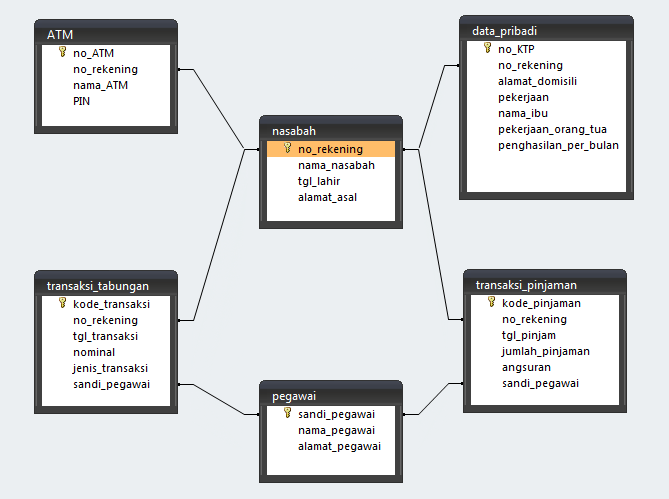 ATM
no_ATM
no_rekening
nama_ATM
PIN
data_pribadi
no_KTP
no_rekening
alamat_domisili
pekerjaan
nama_ibu
pekerjaan_orang_tua
penghasilan_per_bulan
nasabah
no_rekening
nama_nasabah
tgl_lahir
alamat_asal
transaksi_tabungan
kode_transaksi
no_rekening
tgl_transaksi
nominal
jenis_transaksi
sandi_pegawai
transaksi_pinjaman
kode_pinjaman
no_rekening
tgl_pinjam
jumlah_pinjaman
angsuran
sandi_pegawai
pegawai
sandi_pegawai
nama_pegawai
alamat_pegawai